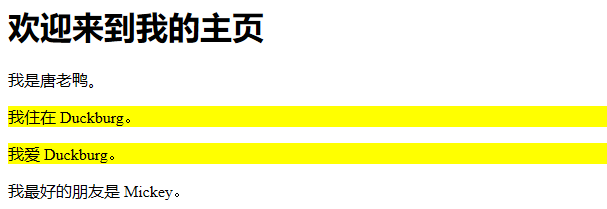 欢迎来到我的主页
我是唐老鸭。
我住在 Duckburg。
我爱 Duckburg。
我最好的朋友是 Mickey。